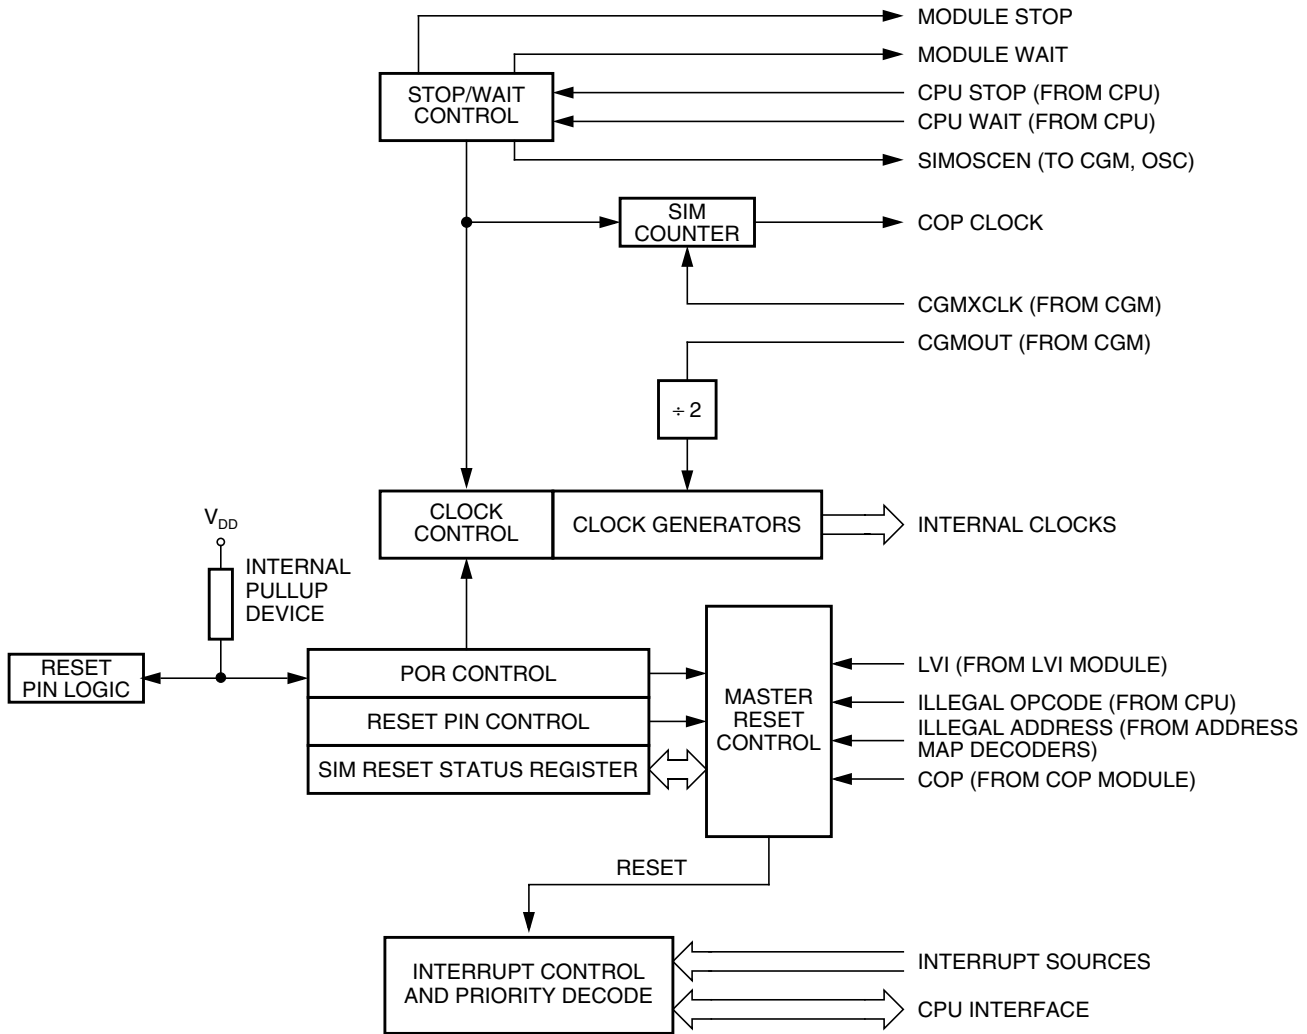 MODULE STOP
MODULE WAIT
STOP/WAIT
CONTROL
CPU STOP (FROM CPU)
CPU WAIT (FROM CPU)
SIMOSCEN (TO CGM, OSC)
SIM
COUNTER
COP CLOCK
CGMXCLK (FROM CGM)
CGMOUT (FROM CGM)
÷ 2
CLOCK
CONTROL
CLOCK GENERATORS
INTERNAL CLOCKS
VDD
INTERNAL
PULLUP
DEVICE
RESET
PIN LOGIC
POR CONTROL
RESET PIN CONTROL
SIM RESET STATUS REGISTER
MASTER
RESET
CONTROL
LVI (FROM LVI MODULE)
ILLEGAL OPCODE (FROM CPU)
ILLEGAL ADDRESS (FROM ADDRESS
MAP DECODERS)
COP (FROM COP MODULE)
RESET
INTERRUPT CONTROL
AND PRIORITY DECODE
INTERRUPT SOURCES
CPU INTERFACE